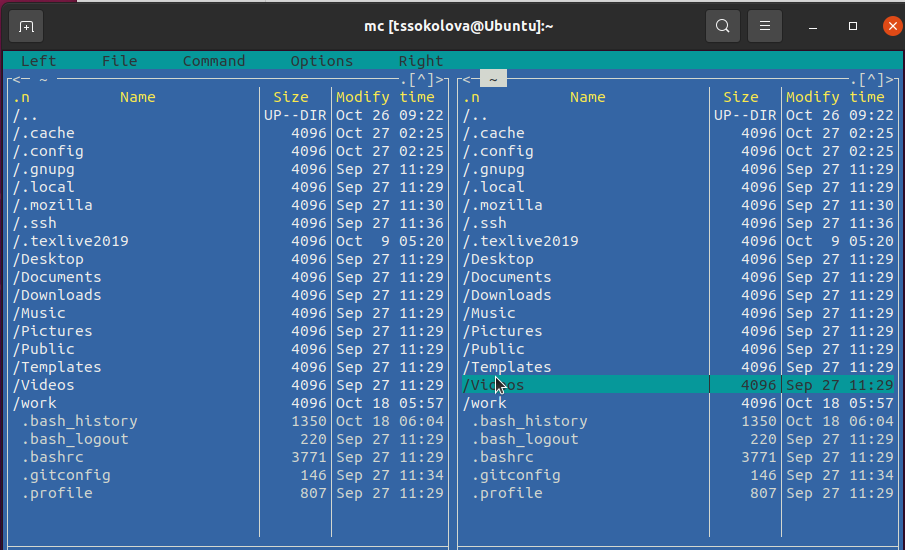 mc [tssokolova@Ubuntu]:~
Left File Command Options Right
<— ~ .[^]> <— ~ .[^]>
.n Name Size Modify time .n Name Size Modify time
/.. UP--DIR Oct 26 09:22 /.. UP--DIR Oct 26 09:22
/.cache 4096 Oct 27 02:25 /.cache 4096 Oct 27 02:25
/.config 4096 Oct 27 02:25 /.config 4096 Oct 27 02:25
/.gnupg 4096 Sep 27 11:29 /.gnupg 4096 Sep 27 11:29
/.local 4096 Sep 27 11:29 /.local 4096 Sep 27 11:29
/.mozilla 4096 Sep 27 11:30 /.mozilla 4096 Sep 27 11:30
/.ssh 4096 Sep 27 11:36 /.ssh 4096 Sep 27 11:36
/.texlive2019 4096 Oct 9 05:20 /.texlive2019 4096 Oct 9 05:20
/Desktop 4096 Sep 27 11:29 /Desktop 4096 Sep 27 11:29
/Documents 4096 Sep 27 11:29 /Documents 4096 Sep 27 11:29
/Downloads 4096 Sep 27 11:29 /Downloads 4096 Sep 27 11:29
/Music 4096 Sep 27 11:29 /Music 4096 Sep 27 11:29
/Pictures 4096 Sep 27 11:29 /Pictures 4096 Sep 27 11:29
/Public 4096 Sep 27 11:29 /Public 4096 Sep 27 11:29
/Templates 4096 Sep 27 11:29 /Templates 4096 Sep 27 11:29
/Videos 4096 Sep 27 11:29 /Videos 4096 Sep 27 11:29
/work 4096 Oct 18 05:57 /work 4096 Oct 18 05:57
.bash_history 1350 Oct 18 06:04 .bash_history 1350 Oct 18 06:04
.bash_logout 220 Sep 27 11:29 .bash_logout 220 Sep 27 11:29
.bashrc 3771 Sep 27 11:29 .bashrc 3771 Sep 27 11:29
.gitconfig 146 Sep 27 11:34 .gitconfig 146 Sep 27 11:34
.profile 807 Sep 27 11:29 .profile 807 Sep 27 11:29